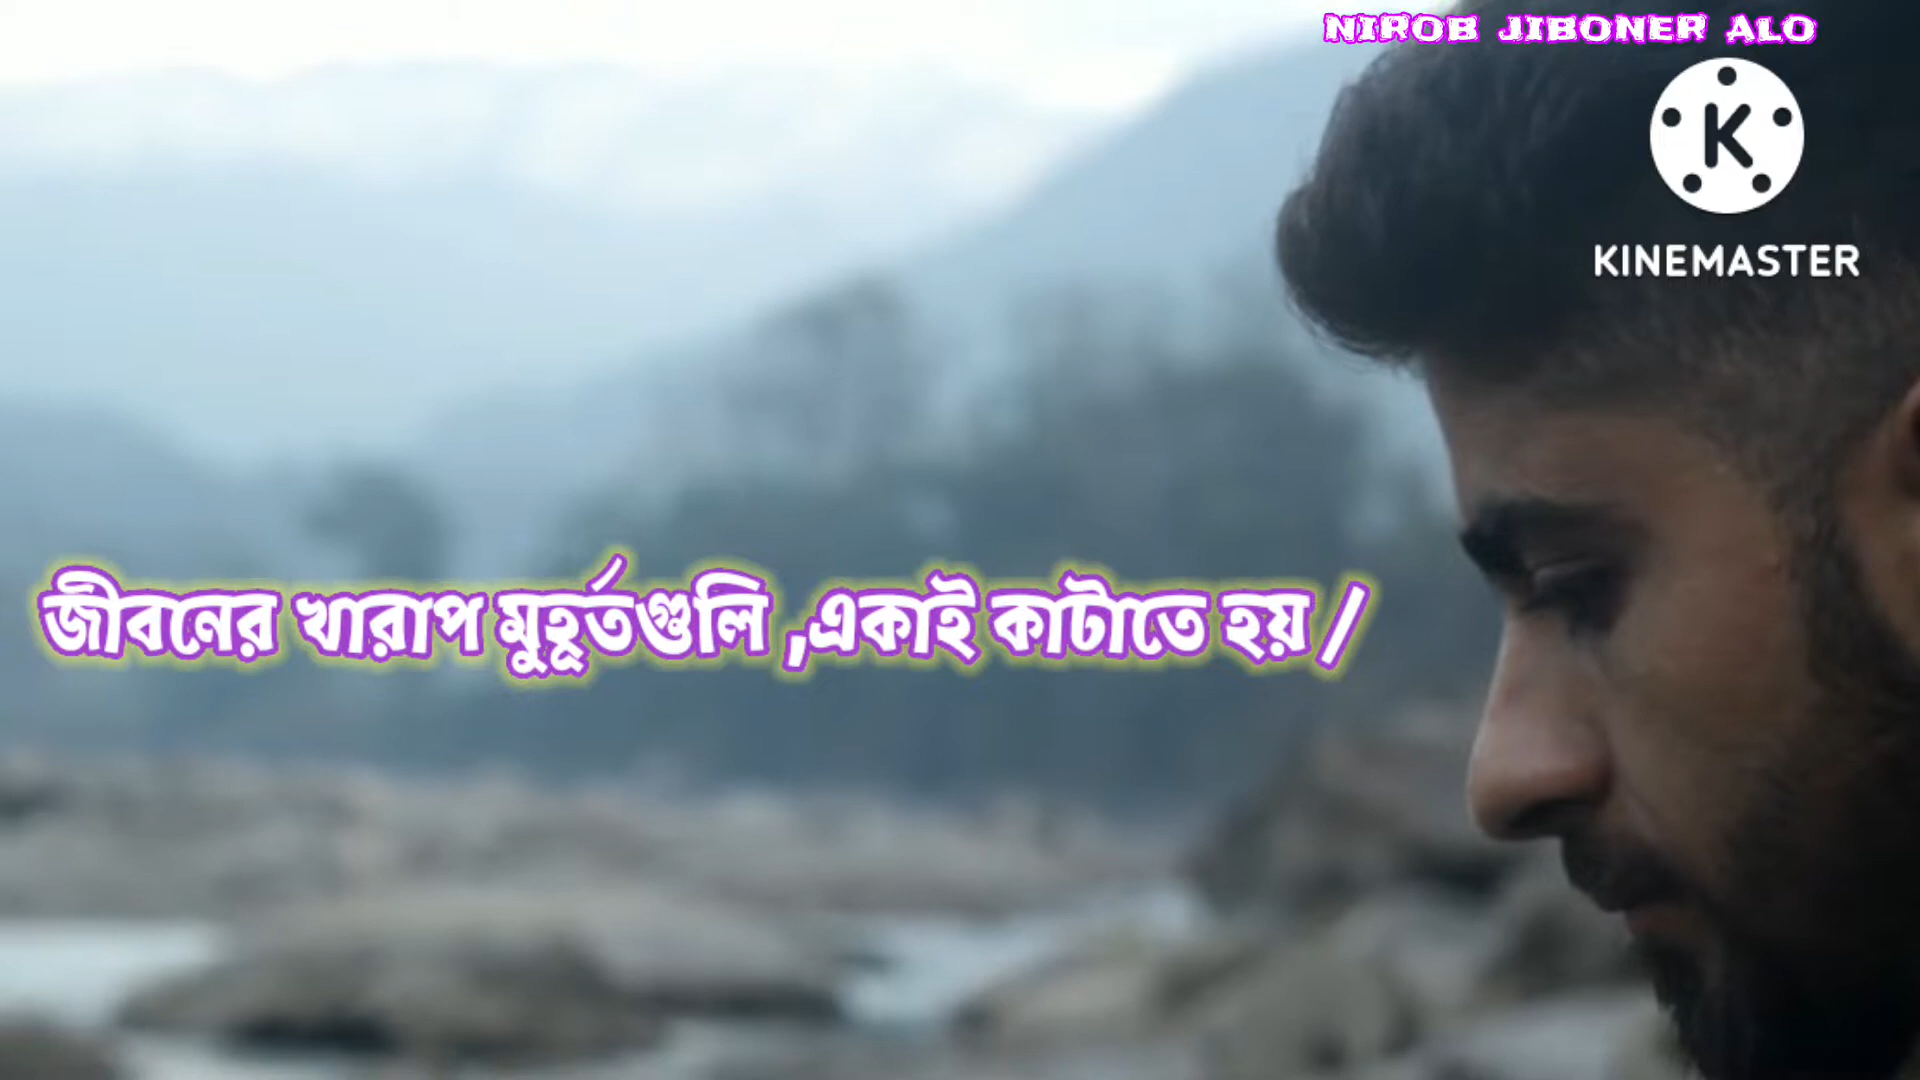 NIROB JIBONER ALO
K
KINEMASTER
জীবনের খারাপ মুহূর্তগুলি ,একাই কাটাতে হয় /